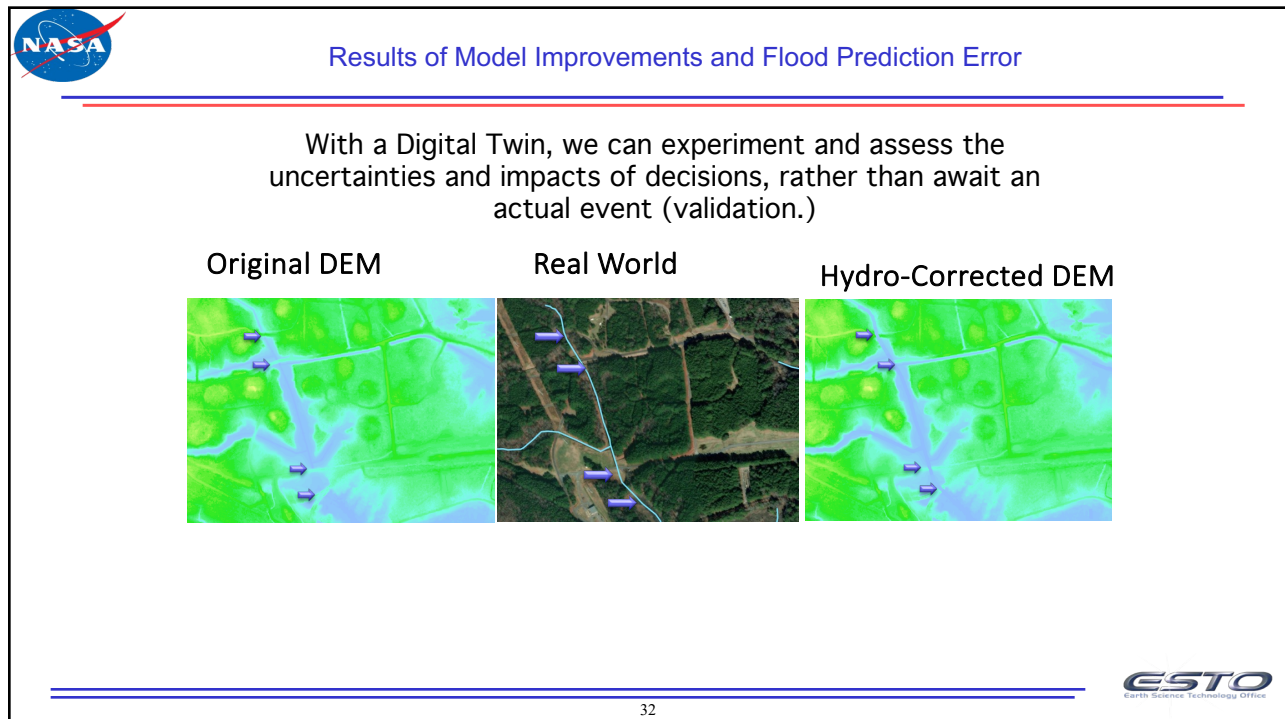 NASA
Results of Model Improvements and Flood Prediction Error
With a Digital Twin, we can experiment and assess the
uncertainties and impacts of decisions, rather than await an
actual event (validation.)
Original DEM
Real World
Hydro-Corrected DEM
ESTO
Earth Science Technology Office
32